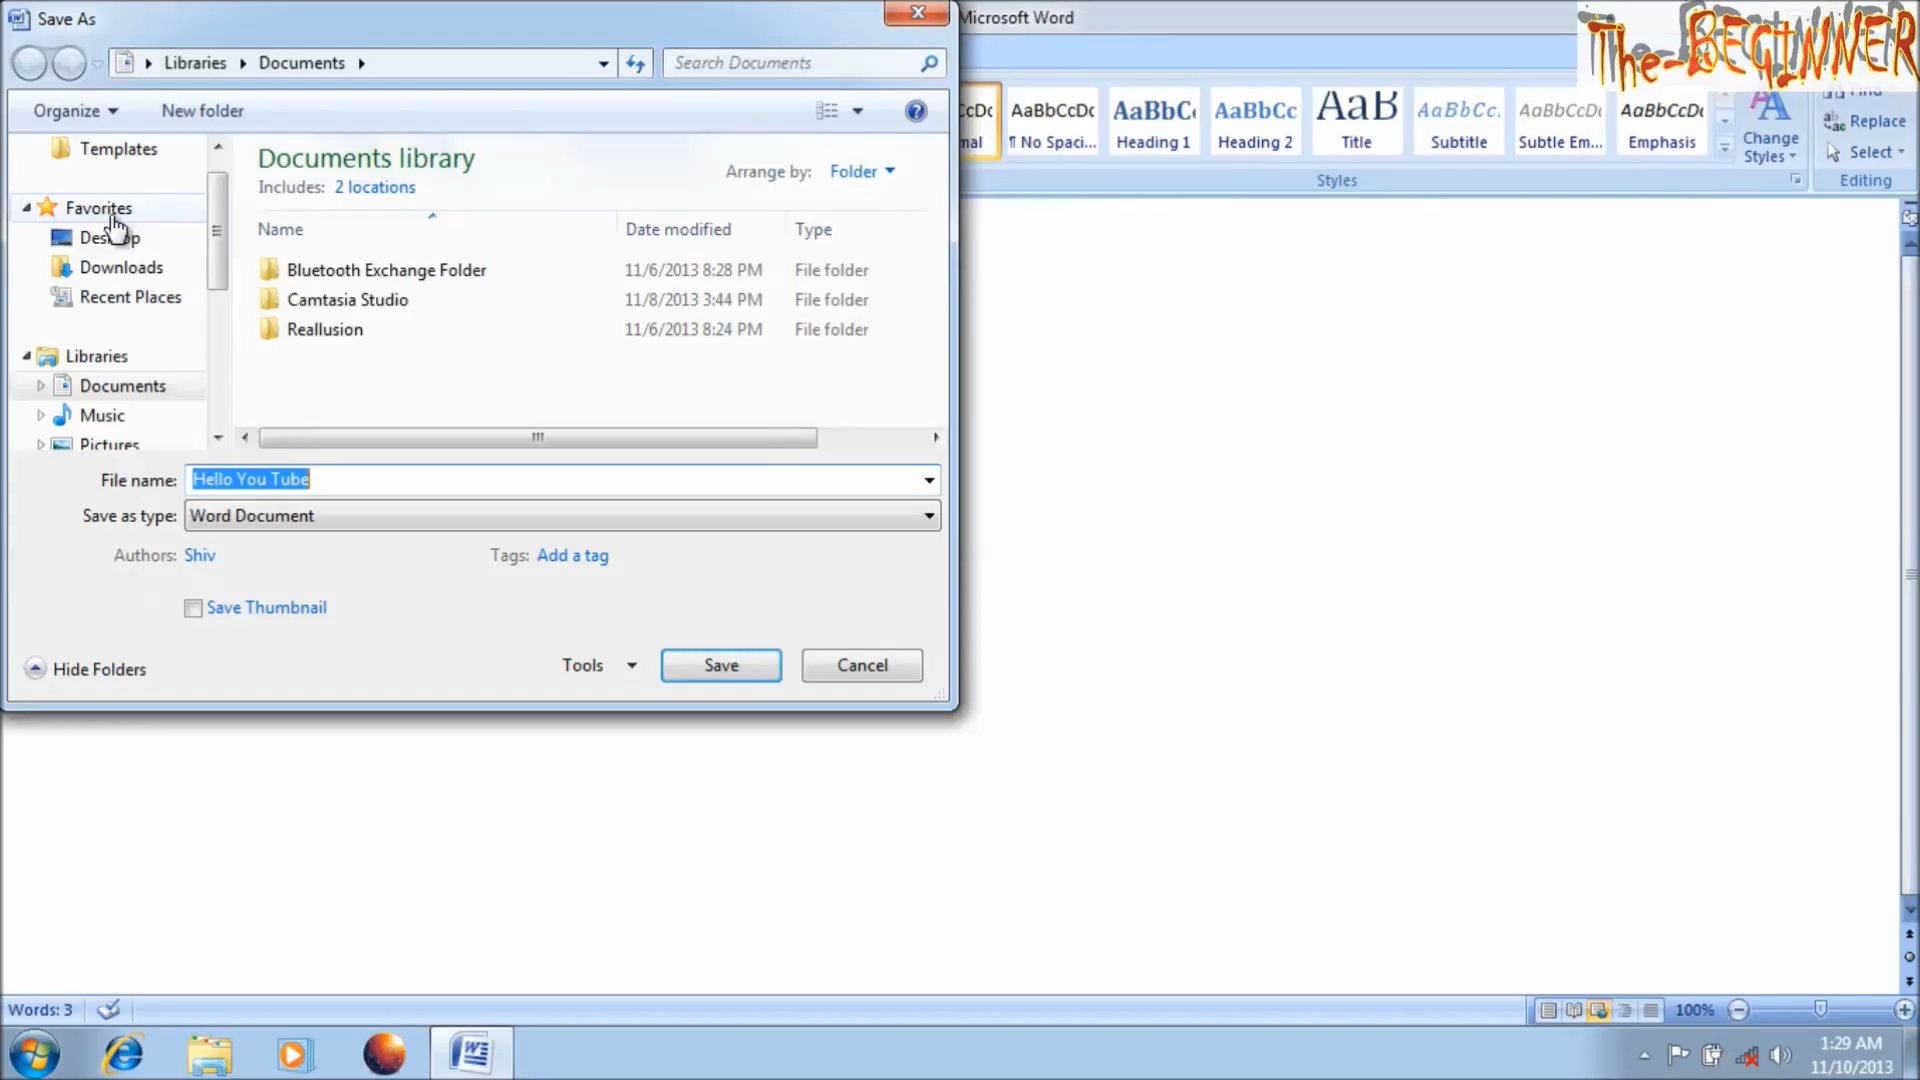 Save As
Microsoft Word
The-BEGINNER
Libraries
Documents
Search Documents
Organize
New folder
Templates
Favorites
Desktop
Downloads
Recent Places
Libraries
Documents
Music
Pictures
Documents library
Includes: 2 locations
Arrange by: Folder
Name Date modified Type
Bluetooth Exchange Folder 11/6/2013 8:28 PM File folder
Camtasia Studio 11/8/2013 3:44 PM File folder
Reallusion 11/6/2013 8:24 PM File folder
File name: Hello You Tube
Save as type: Word Document
Authors: Shiv Tags: Add a tag
Save Thumbnail
Hide Folders
Tools
Save
Cancel
AaBbCcDc AaBbC AaBbCc AaB AaBbCc. AaBbCcDc AaBbCcDc
¶ No Spaci... Heading 1 Heading 2 Title Subtitle Subtle Em... Emphasis
Change
Styles
Styles
Find
Replace
Select
Editing
Words: 3
100%
1:29 AM
11/10/2013